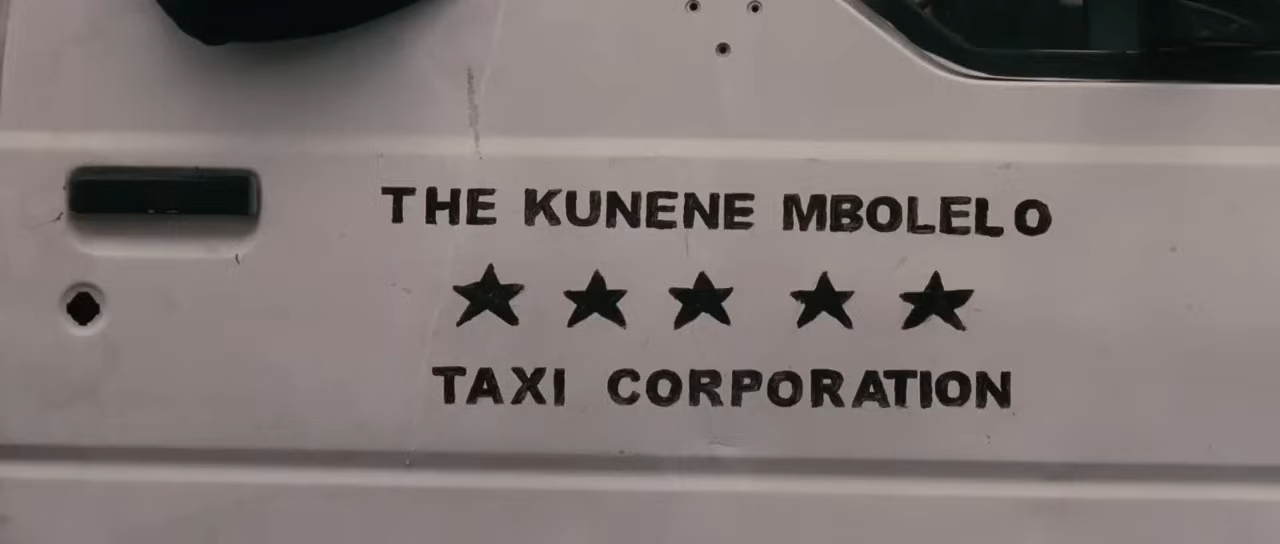 THE KUNENE MBOLELO
★ ★ ★ ★ ★
TAXI CORPORATION